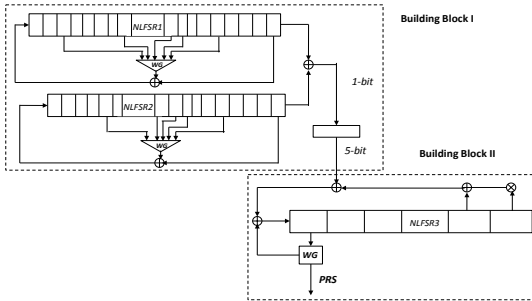 Building Block I
NLFSR1
WG
1-bit
NLFSR2
WG
5-bit
Building Block II
NLFSR3
WG
PRS